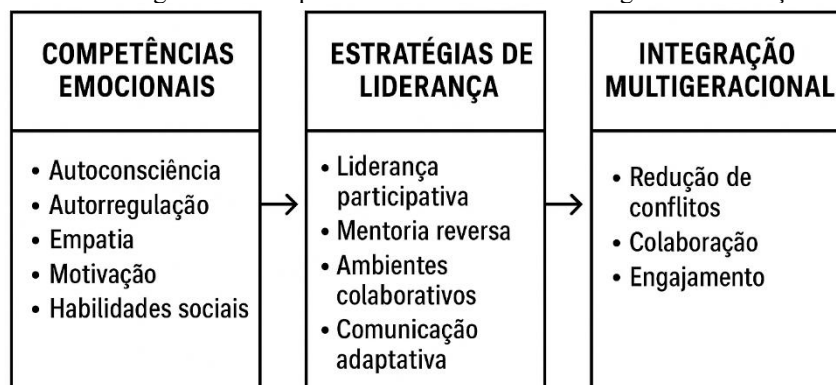 COMPETÊNCIAS
EMOCIONAIS
• Autoconsciência
• Autorregulação
• Empatia
• Motivação
• Habilidades sociais
ESTRATÉGIAS DE
LIDERANÇA
• Liderança
participativa
• Mentoria reversa
• Ambientes
colaborativos
• Comunicação
adaptativa
INTEGRAÇÃO
MULTIGERACIONAL
• Redução de
conflitos
• Colaboração
• Engajamento